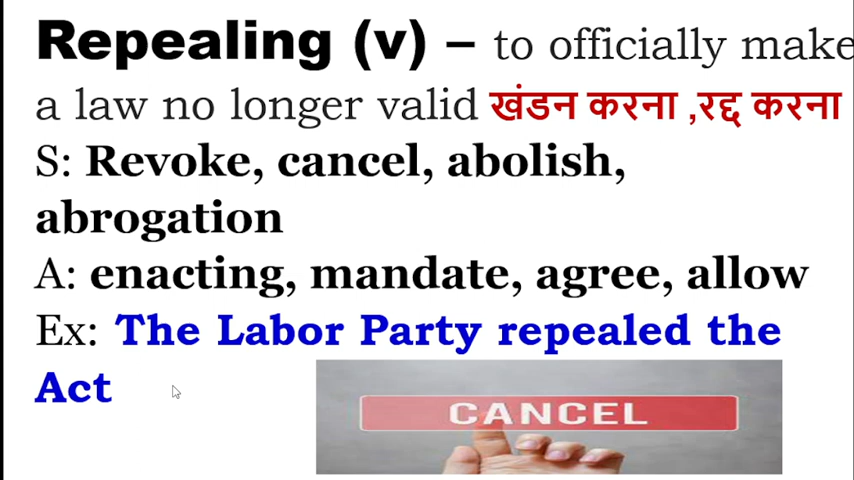 Repealing (v) – to officially make
a law no longer valid खंडन करना ,रद्द करना
S: Revoke, cancel, abolish,
abrogation
A: enacting, mandate, agree, allow
Ex: The Labor Party repealed the
Act
CANCEL